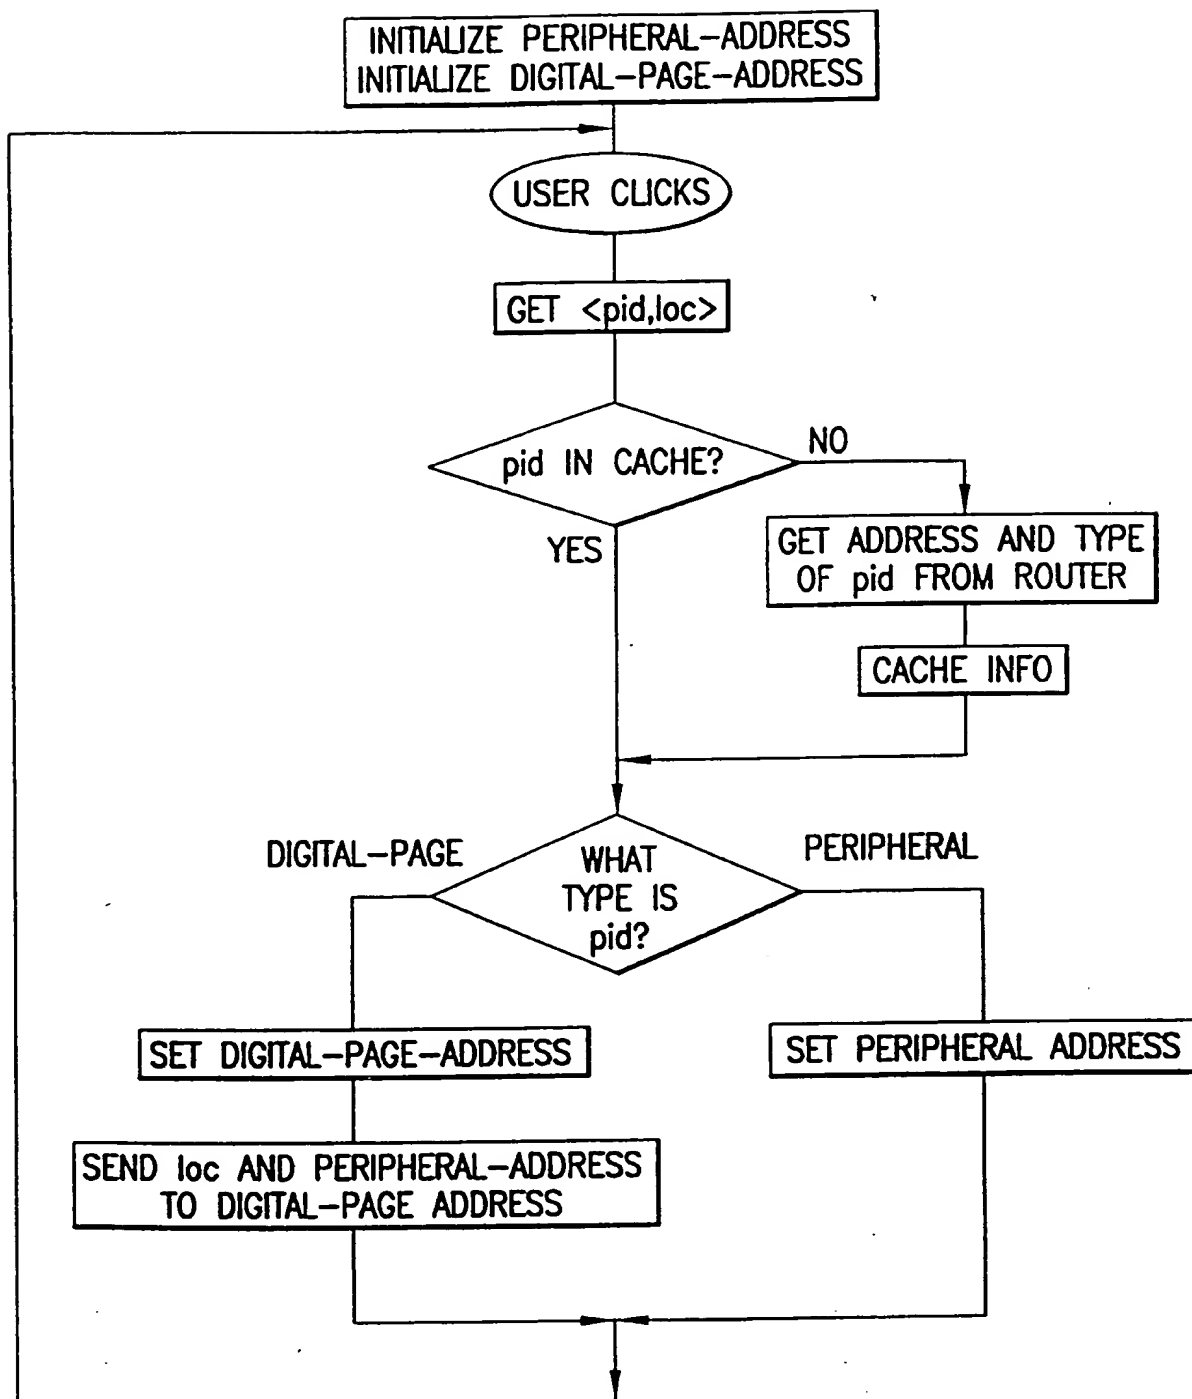 INITIALIZE PERIPHERAL-ADDRESS
INITIALIZE DIGITAL-PAGE-ADDRESS
USER CLICKS
GET <pid,loc>
pid IN CACHE?
NO
YES
GET ADDRESS AND TYPE
OF pid FROM ROUTER
CACHE INFO
DIGITAL-PAGE
WHAT
TYPE IS
pid?
PERIPHERAL
SET DIGITAL-PAGE-ADDRESS
SET PERIPHERAL ADDRESS
SEND loc AND PERIPHERAL-ADDRESS
TO DIGITAL-PAGE ADDRESS